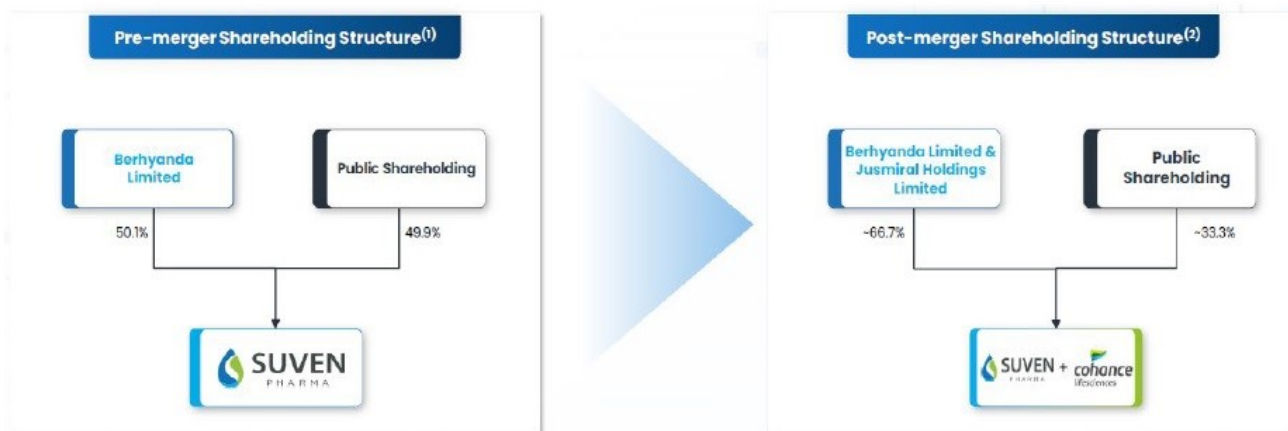 Pre-merger Shareholding Structure(1)
Berhyanda
Limited
Public Shareholding
50.1%
49.9%
SUVEN
PHARMA
Post-merger Shareholding Structure(2)
Berhyanda Limited &
Jusmiral Holdings
Limited
Public
Shareholding
~66.7%
~33.3%
SUVEN + cohance
PHARMA lifesciences